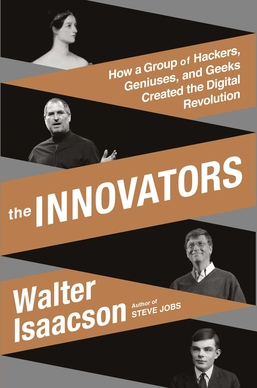 How a Group of Hackers,
Geniuses, and Geeks
Created the Digital
Revolution
the INNOVATORS
Walter
Isaacson
Author of
STEVE JOBS